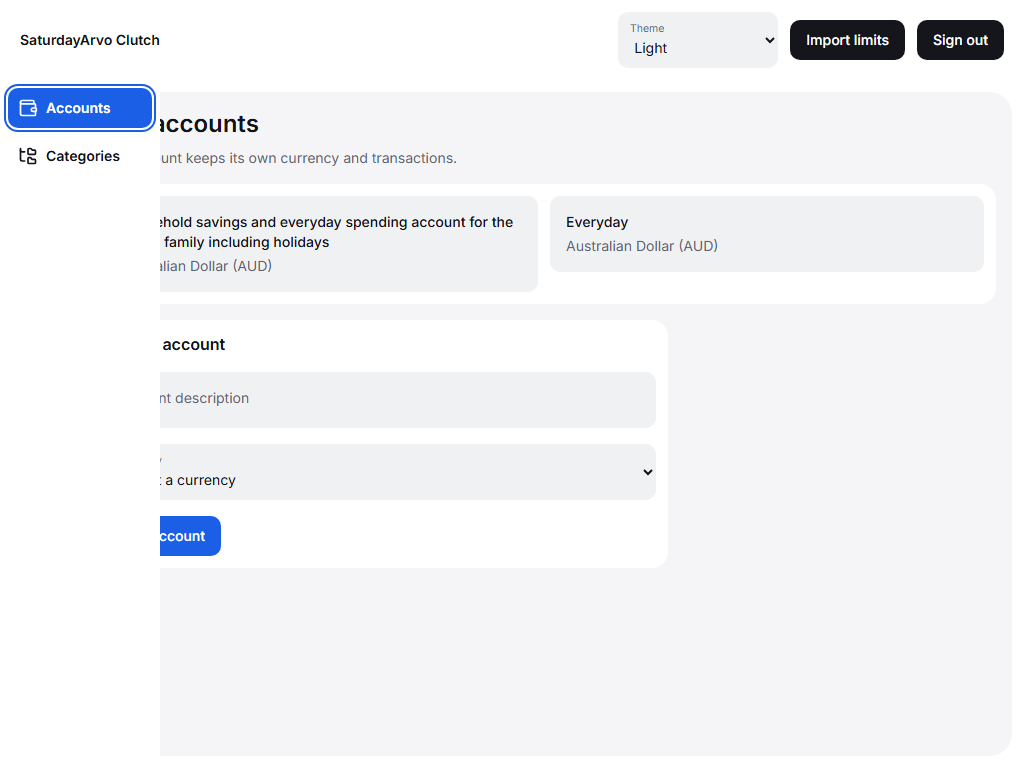 SaturdayArvo Clutch
Theme
Light
Import limits
Sign out
Accounts
Categories
accounts
unt keeps its own currency and transactions.
ehold savings and everyday spending account for the
family including holidays
alian Dollar (AUD)
Everyday
Australian Dollar (AUD)
account
nt description
t a currency
ccount